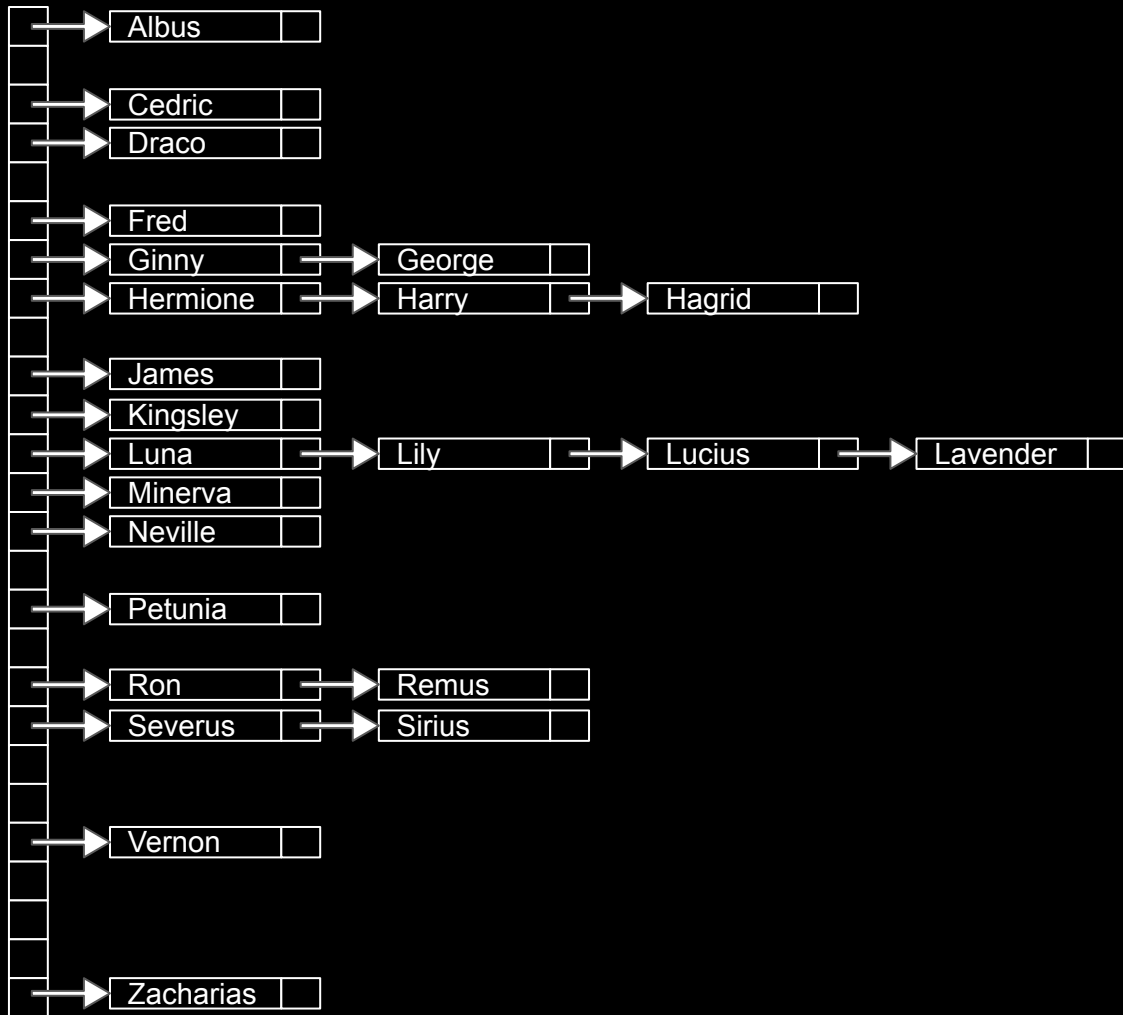 Albus
Cedric
Draco
Fred
Ginny George
Hermione Harry Hagrid
James
Kingsley
Luna Lily Lucius Lavender
Minerva
Neville
Petunia
Ron Remus
Severus Sirius
Vernon
Zacharias